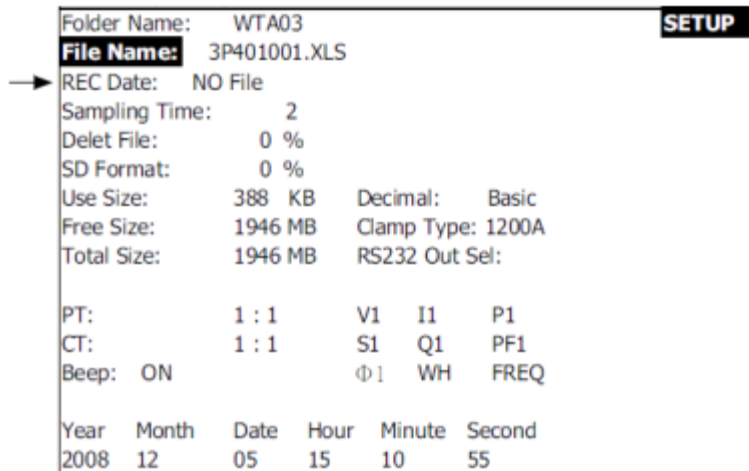 Folder Name: WTA03 SETUP
File Name: 3P401001.XLS
REC Date: NO File
Sampling Time: 2
Delet File: 0 %
SD Format: 0 %
Use Size: 388 KB Decimal: Basic
Free Size: 1946 MB Clamp Type: 1200A
Total Size: 1946 MB RS232 Out Sel:
PT: 1 : 1 V1 I1 P1
CT: 1 : 1 S1 Q1 PF1
Beep: ON Φ1 WH FREQ
Year Month Date Hour Minute Second
2008 12 05 15 10 55